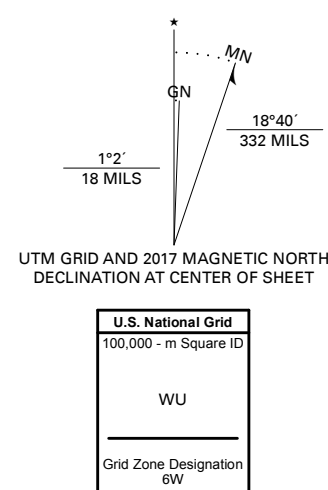 ★
MN
GN
18°40´
332 MILS
1°2´
18 MILS
UTM GRID AND 2017 MAGNETIC NORTH
DECLINATION AT CENTER OF SHEET
U.S. National Grid
100,000 - m Square ID
WU
Grid Zone Designation
6W